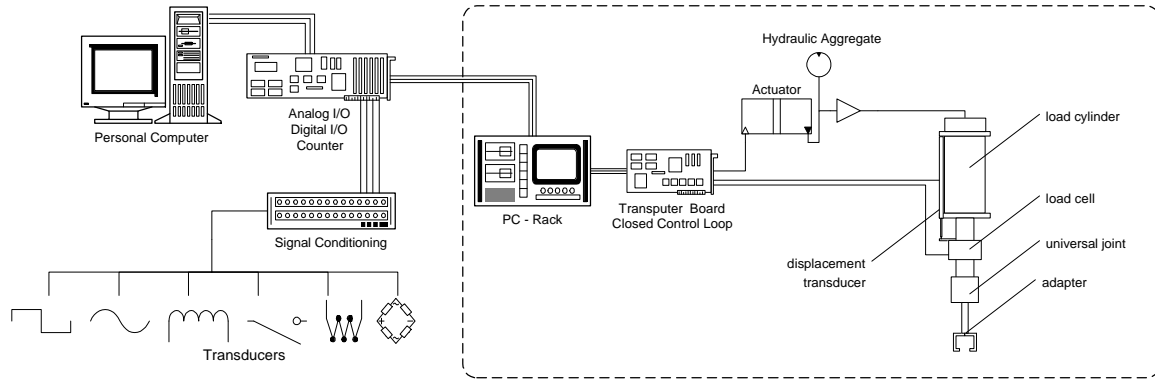 Personal Computer
Analog I/O
Digital I/O
Counter
Signal Conditioning
Transducers
PC - Rack
Transputer Board
Closed Control Loop
Actuator
Hydraulic Aggregate
load cylinder
load cell
universal joint
adapter
displacement
transducer